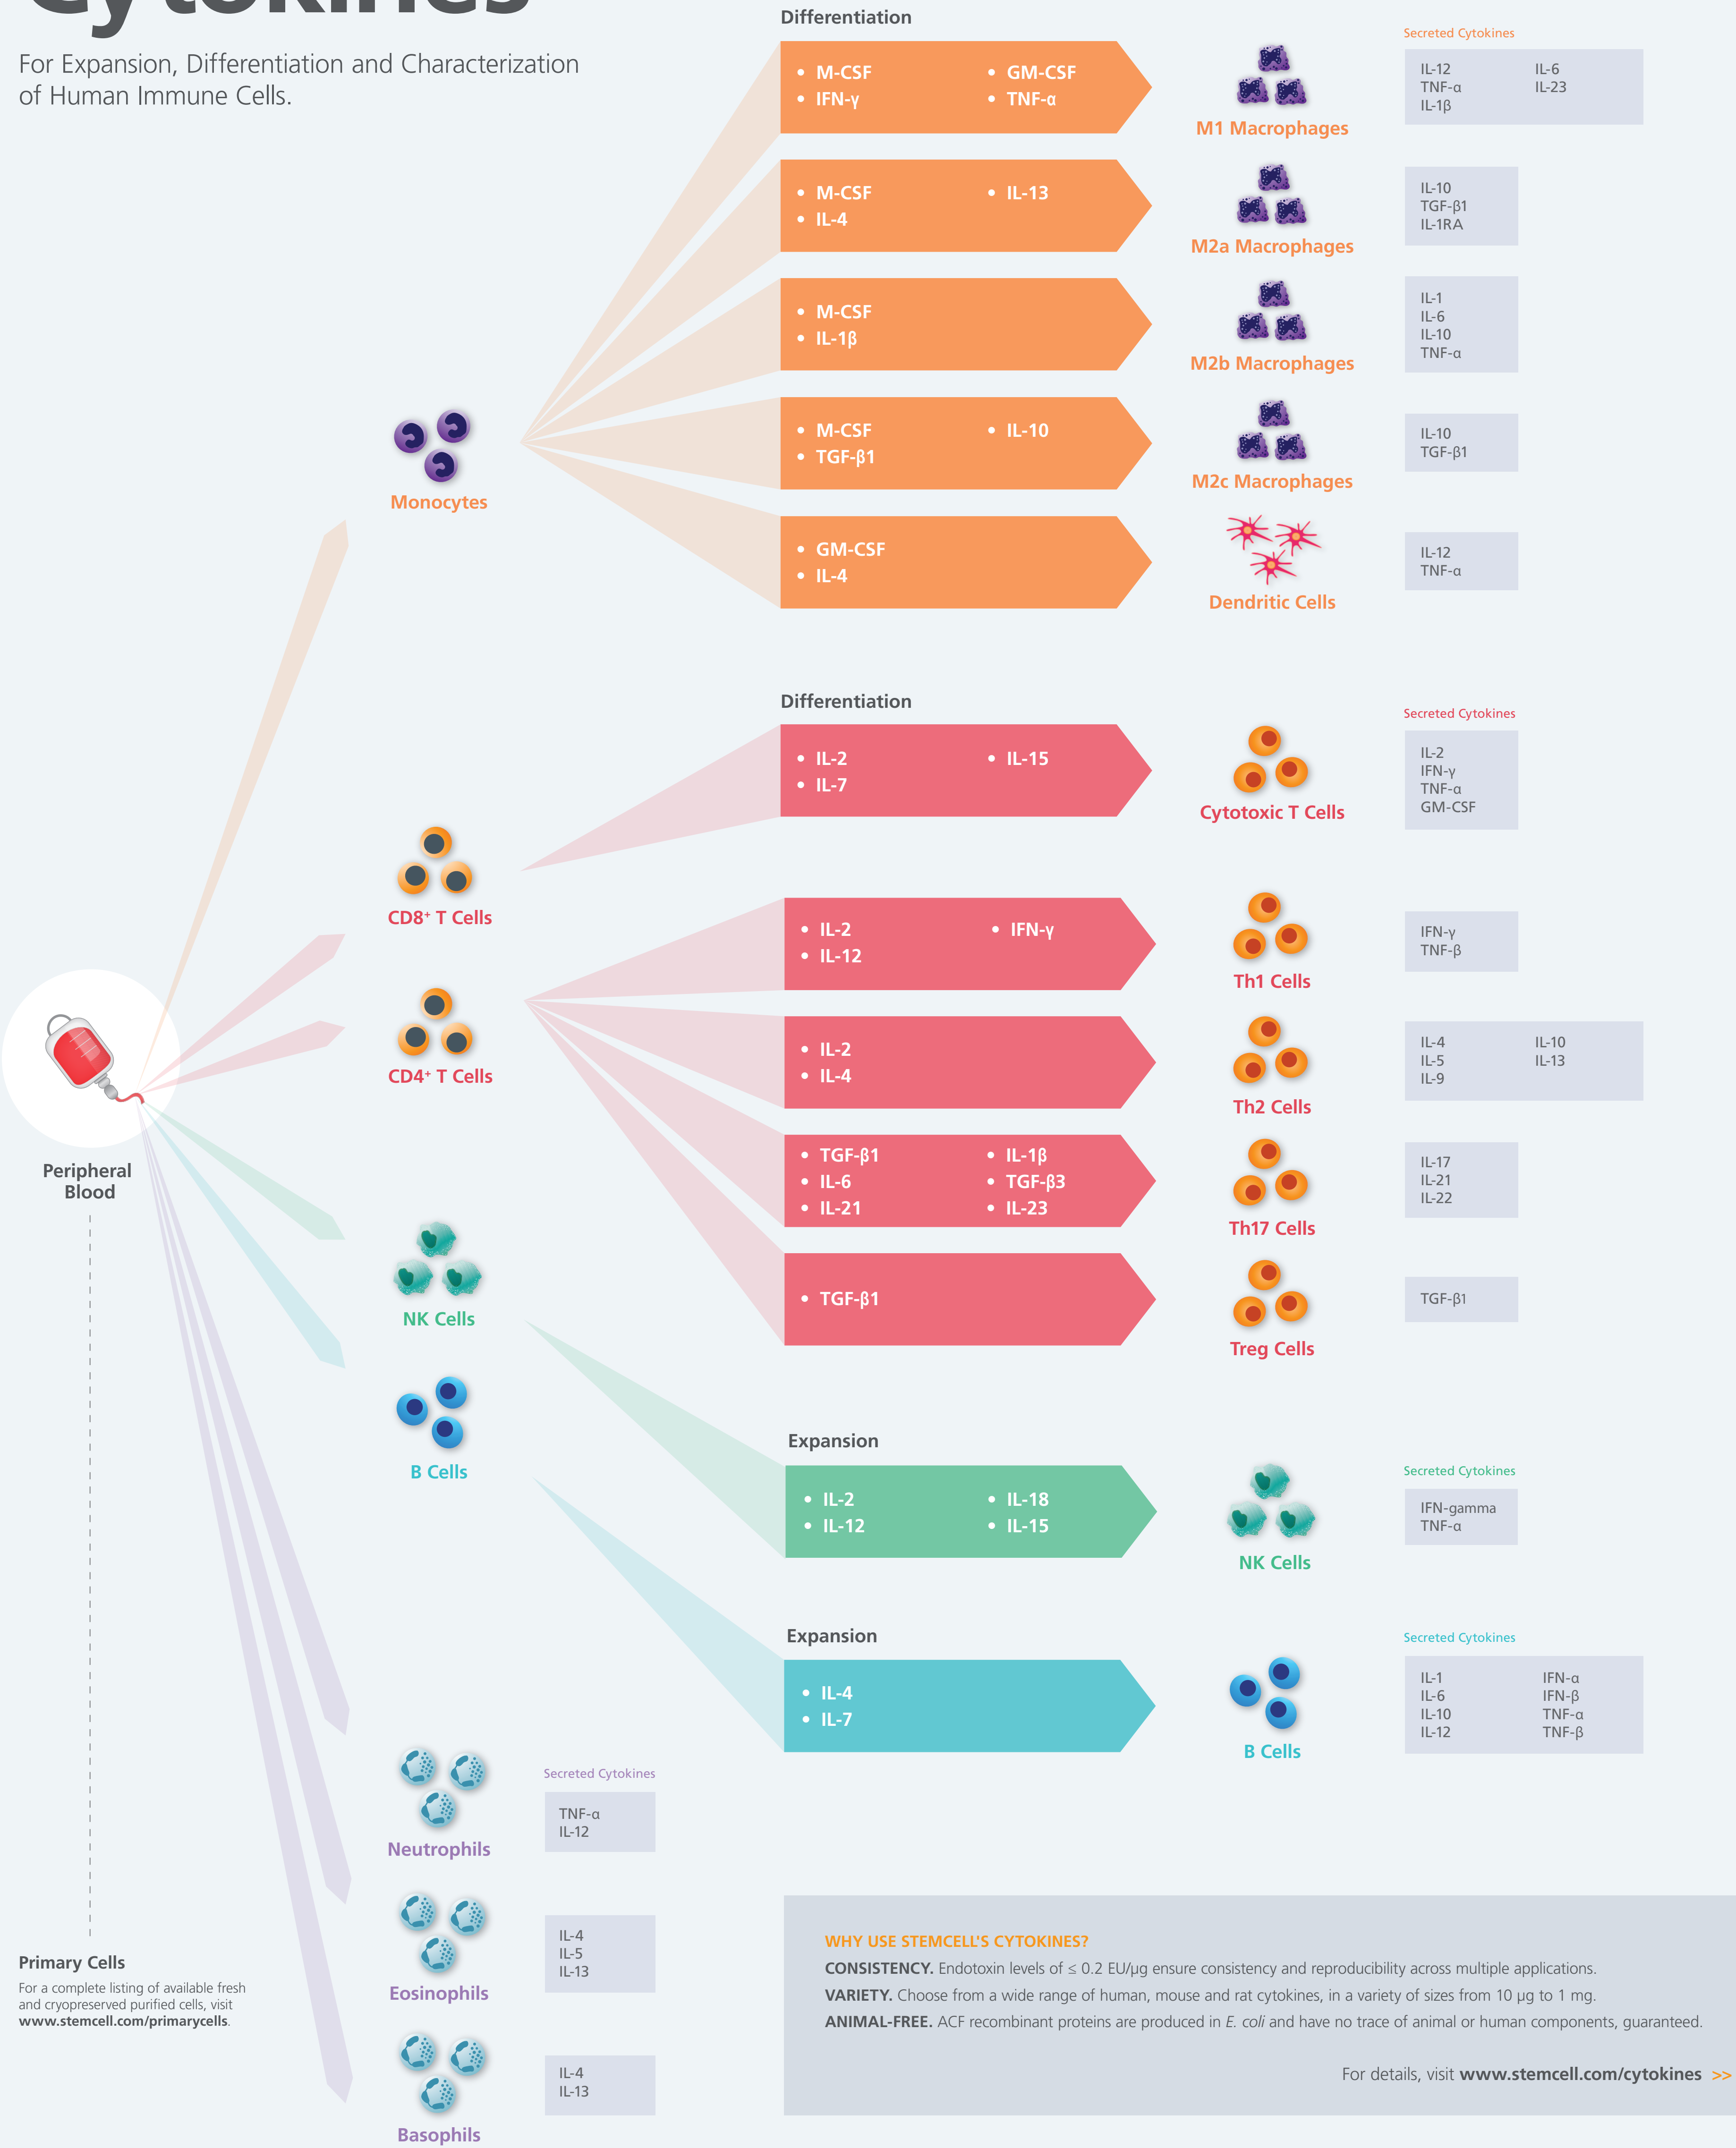 Cytokines
For Expansion, Differentiation and Characterization
of Human Immune Cells.
Differentiation
• M-CSF
• IFN-γ
• GM-CSF
• TNF-α
M1 Macrophages
Secreted Cytokines
IL-12
TNF-α
IL-1β
IL-6
IL-23
• M-CSF
• IL-4
• IL-13
M2a Macrophages
IL-10
TGF-β1
IL-1RA
• M-CSF
• IL-1β
M2b Macrophages
IL-1
IL-6
IL-10
TNF-α
Monocytes
• M-CSF
• TGF-β1
• IL-10
M2c Macrophages
IL-10
TGF-β1
• GM-CSF
• IL-4
Dendritic Cells
IL-12
TNF-α
Differentiation
• IL-2
• IL-7
• IL-15
Cytotoxic T Cells
Secreted Cytokines
IL-2
IFN-γ
TNF-α
GM-CSF
CD8⁺ T Cells
• IL-2
• IL-12
• IFN-γ
Th1 Cells
IFN-γ
TNF-β
CD4⁺ T Cells
• IL-2
• IL-4
Th2 Cells
IL-4
IL-5
IL-9
IL-10
IL-13
Peripheral
Blood
• TGF-β1
• IL-6
• IL-21
• IL-1β
• TGF-β3
• IL-23
Th17 Cells
IL-17
IL-21
IL-22
NK Cells
• TGF-β1
Treg Cells
TGF-β1
B Cells
Expansion
• IL-2
• IL-12
• IL-18
• IL-15
NK Cells
Secreted Cytokines
IFN-gamma
TNF-α
Expansion
• IL-4
• IL-7
B Cells
Secreted Cytokines
IL-1
IL-6
IL-10
IL-12
IFN-α
IFN-β
TNF-α
TNF-β
Neutrophils
Secreted Cytokines
TNF-α
IL-12
Eosinophils
IL-4
IL-5
IL-13
Basophils
IL-4
IL-13
Primary Cells
For a complete listing of available fresh
and cryopreserved purified cells, visit
www.stemcell.com/primarycells.
WHY USE STEMCELL'S CYTOKINES?
CONSISTENCY. Endotoxin levels of ≤ 0.2 EU/μg ensure consistency and reproducibility across multiple applications.
VARIETY. Choose from a wide range of human, mouse and rat cytokines, in a variety of sizes from 10 μg to 1 mg.
ANIMAL-FREE. ACF recombinant proteins are produced in E. coli and have no trace of animal or human components, guaranteed.
For details, visit www.stemcell.com/cytokines >>